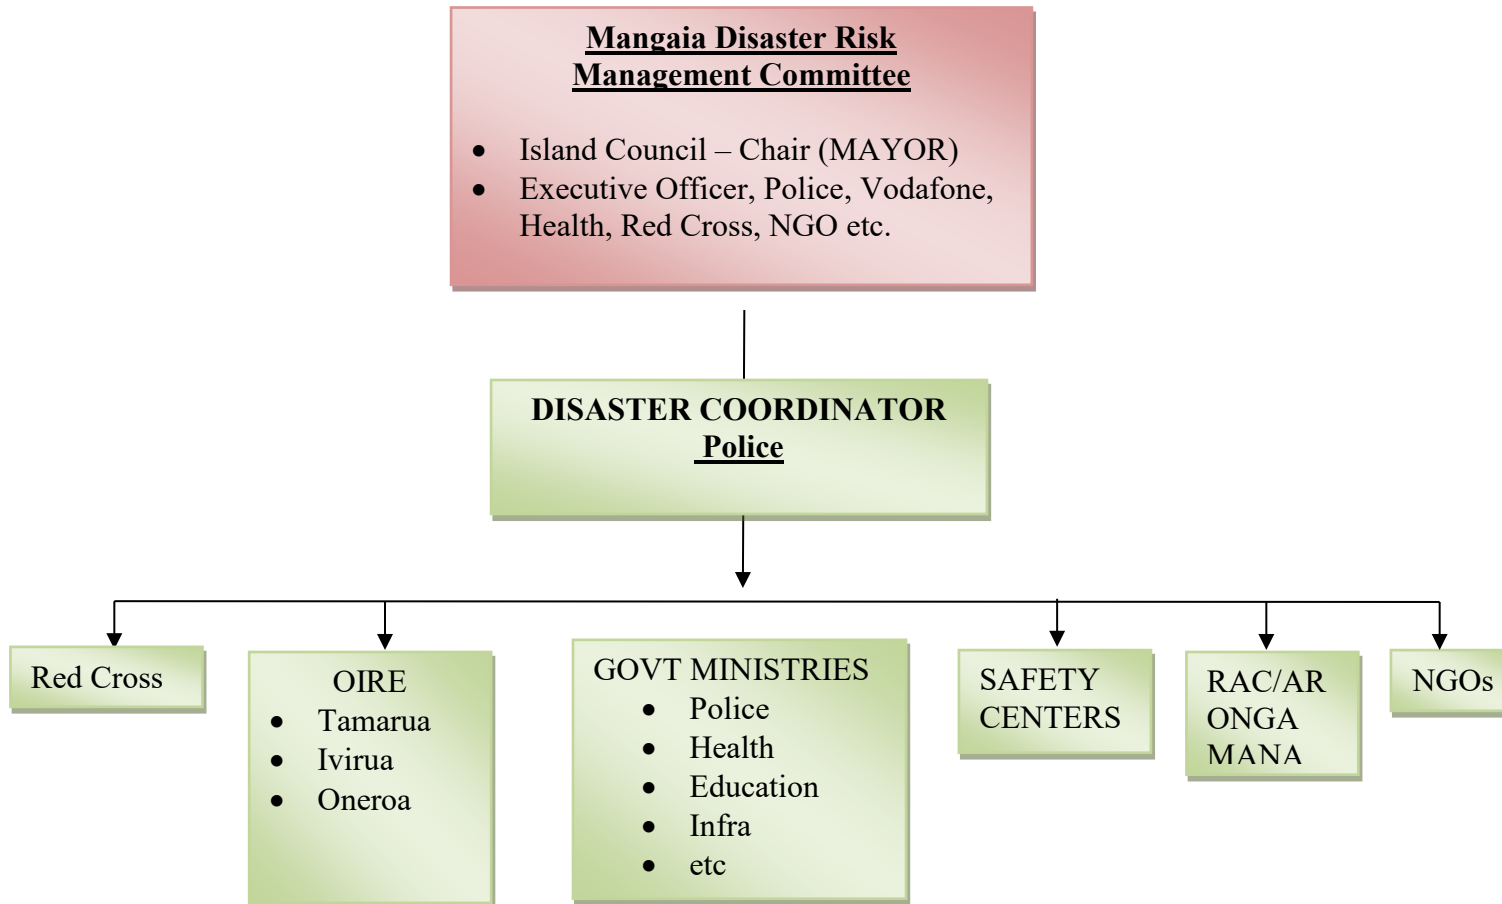 Mangaia Disaster Risk
Management Committee
• Island Council – Chair (MAYOR)
• Executive Officer, Police, Vodafone,
Health, Red Cross, NGO etc.
DISASTER COORDINATOR
Police
Red Cross
OIRE
• Tamarua
• Ivirua
• Oneroa
GOVT MINISTRIES
• Police
• Health
• Education
• Infra
• etc
SAFETY
CENTERS
RAC/AR
ONGA
MANA
NGOs